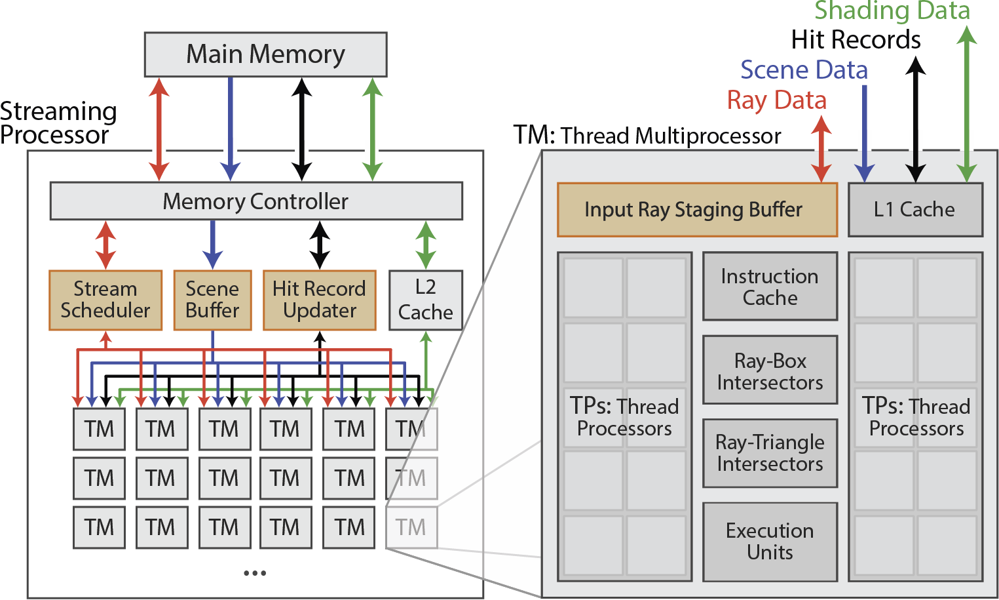 Main Memory
Streaming
Processor
Memory Controller
Stream
Scheduler
Scene
Buffer
Hit Record
Updater
L2
Cache
TM TM TM TM TM TM
TM TM TM TM TM TM
TM TM TM TM TM TM
...
Shading Data
Hit Records
Scene Data
Ray Data
TM: Thread Multiprocessor
Input Ray Staging Buffer
L1 Cache
Instruction
Cache
Ray-Box
Intersectors
TPs: Thread
Processors
Ray-Triangle
Intersectors
TPs: Thread
Processors
Execution
Units